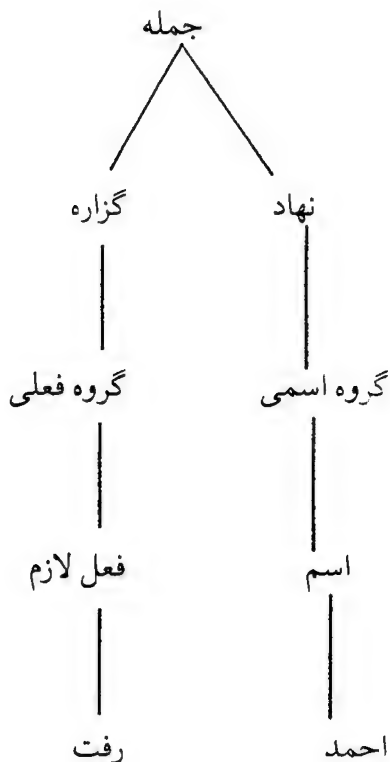 جمله
نهاد گزاره
گروه اسمی گروه فعلی
اسم فعل لازم
احمد رفت